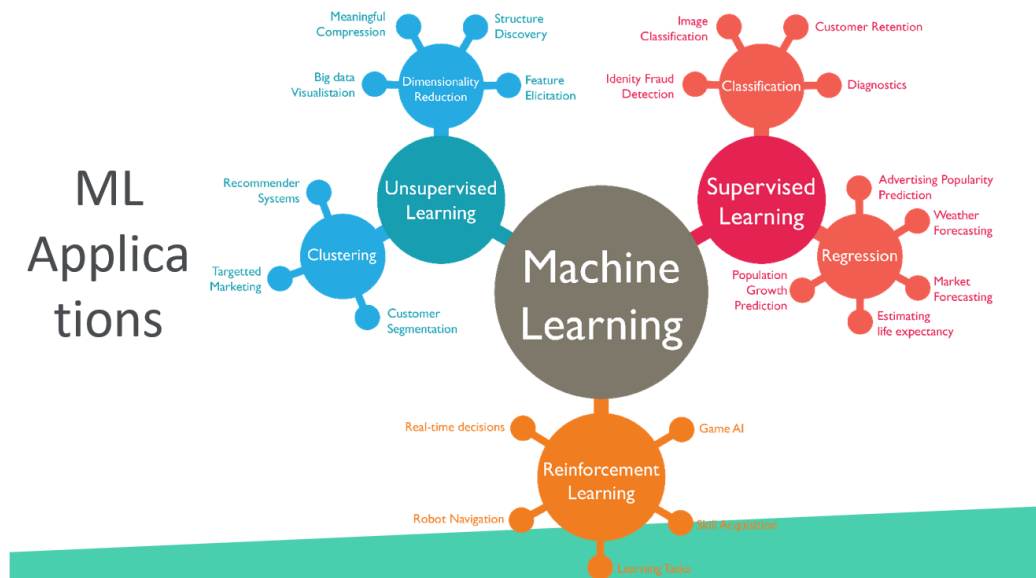 ML
Applica
tions
Meaningful
Compression
Structure
Discovery
Big data
Visualistaion
Dimensionality
Reduction
Feature
Elicitation
Unsupervised
Learning
Recommender
Systems
Clustering
Targetted
Marketing
Customer
Segmentation
Machine
Learning
Image
Classification
Customer Retention
Idenity Fraud
Detection
Classification
Diagnostics
Supervised
Learning
Advertising Popularity
Prediction
Weather
Forecasting
Regression
Population
Growth
Prediction
Market
Forecasting
Estimating
life expectancy
Real-time decisions
Game AI
Reinforcement
Learning
Robot Navigation
Skill Acquisition
Learning Tasks